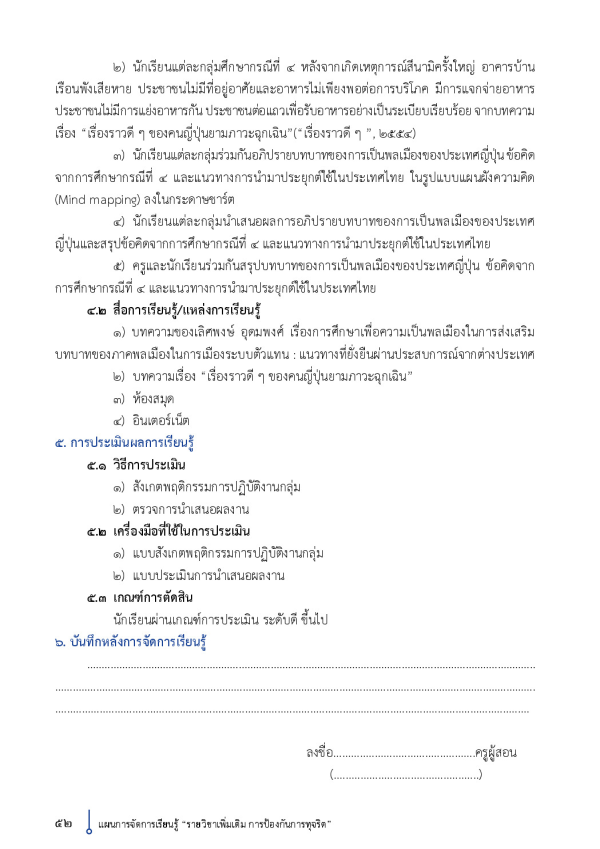 ๒) นักเรียนแต่ละกลุ่มศึกษากรณีที่ ๔ หลังจากเกิดเหตุการณ์สึนามิครั้งใหญ่ อาคารบ้าน
เรือนพังเสียหาย ประชาชนไม่มีที่อยู่อาศัยและอาหารไม่เพียงพอต่อการบริโภค มีการแจกจ่ายอาหาร
ประชาชนไม่มีการแย่งอาหารกัน ประชาชนต่อแถวเพื่อรับอาหารอย่างเป็นระเบียบเรียบร้อย จากบทความ
เรื่อง “เรื่องราวดี ๆ ของคนญี่ปุ่นยามภาวะฉุกเฉิน”(“เรื่องราวดี ๆ ”, ๒๕๕๔)
๓) นักเรียนแต่ละกลุ่มร่วมกันอภิปรายบทบาทของการเป็นพลเมืองของประเทศญี่ปุ่น ข้อคิด
จากการศึกษากรณีที่ ๔ และแนวทางการนำมาประยุกต์ใช้ในประเทศไทย ในรูปแบบแผนผังความคิด
(Mind mapping) ลงในกระดาษชาร์ต
๔) นักเรียนแต่ละกลุ่มนำเสนอผลการอภิปรายบทบาทของการเป็นพลเมืองของประเทศ
ญี่ปุ่นและสรุปข้อคิดจากการศึกษากรณีที่ ๔ และแนวทางการนำมาประยุกต์ใช้ในประเทศไทย
๕) ครูและนักเรียนร่วมกันสรุปบทบาทของการเป็นพลเมืองของประเทศญี่ปุ่น ข้อคิดจาก
การศึกษากรณีที่ ๔ และแนวทางการนำมาประยุกต์ใช้ในประเทศไทย
๔.๒ สื่อการเรียนรู้/แหล่งการเรียนรู้
๑) บทความของเลิศพงษ์ อุดมพงศ์ เรื่องการศึกษาเพื่อความเป็นพลเมืองในการส่งเสริม
บทบาทของภาคพลเมืองในการเมืองระบบตัวแทน : แนวทางที่ยั่งยืนผ่านประสบการณ์จากต่างประเทศ
๒) บทความเรื่อง “เรื่องราวดี ๆ ของคนญี่ปุ่นยามภาวะฉุกเฉิน”
๓) ห้องสมุด
๔) อินเตอร์เน็ต
๕. การประเมินผลการเรียนรู้
๕.๑ วิธีการประเมิน
๑) สังเกตพฤติกรรมการปฏิบัติงานกลุ่ม
๒) ตรวจการนำเสนอผลงาน
๕.๒ เครื่องมือที่ใช้ในการประเมิน
๑) แบบสังเกตพฤติกรรมการปฏิบัติงานกลุ่ม
๒) แบบประเมินการนำเสนอผลงาน
๕.๓ เกณฑ์การตัดสิน
นักเรียนผ่านเกณฑ์การประเมิน ระดับดี ขึ้นไป
๖. บันทึกหลังการจัดการเรียนรู้
................................................................................
................................................................................
................................................................................
ลงชื่อ................................................ครูผู้สอน
(.................................................)
๕๒ แผนการจัดการเรียนรู้ “รายวิชาเพิ่มเติม การป้องกันการทุจริต”